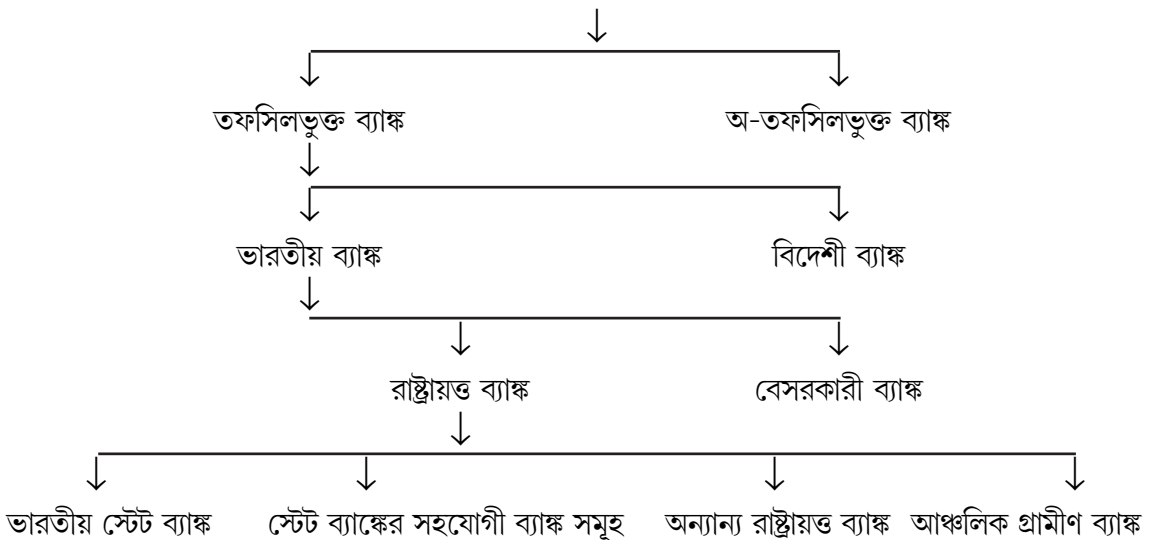 তফসিলভুক্ত ব্যাঙ্ক অ-তফসিলভুক্ত ব্যাঙ্ক
ভারতীয় ব্যাঙ্ক বিদেশী ব্যাঙ্ক
রাষ্ট্রায়ত্ত ব্যাঙ্ক বেসরকারী ব্যাঙ্ক
ভারতীয় স্টেট ব্যাঙ্ক স্টেট ব্যাঙ্কের সহযোগী ব্যাঙ্ক সমূহ অন্যান্য রাষ্ট্রায়ত্ত ব্যাঙ্ক আঞ্চলিক গ্রামীণ ব্যাঙ্ক